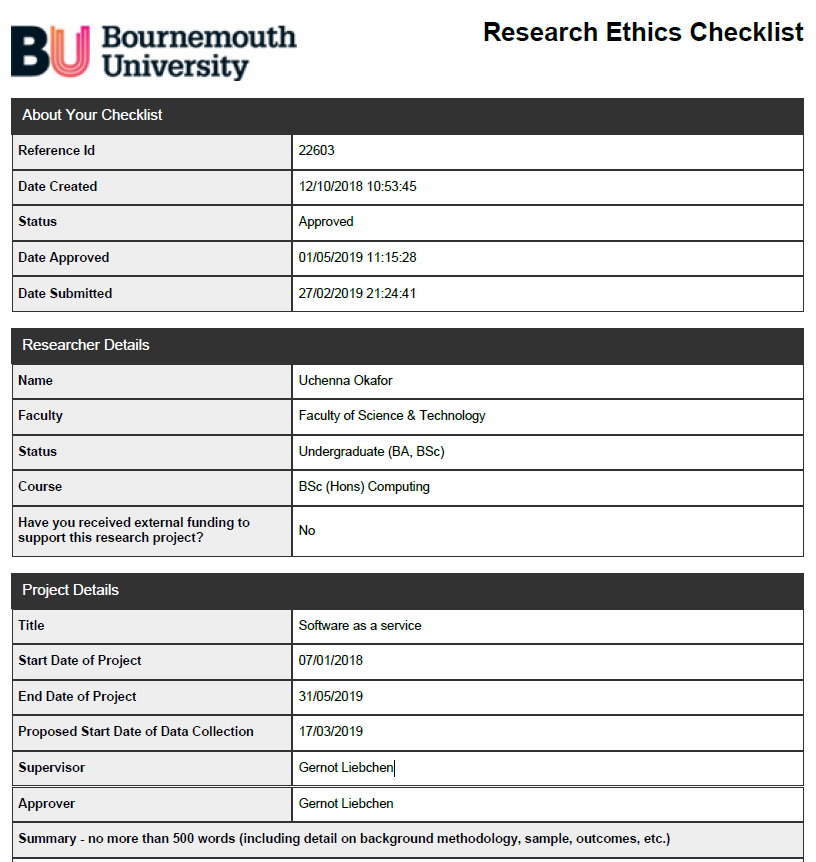 BU Bournemouth University
Research Ethics Checklist
About Your Checklist
Reference Id 22603
Date Created 12/10/2018 10:53:45
Status Approved
Date Approved 01/05/2019 11:15:28
Date Submitted 27/02/2019 21:24:41
Researcher Details
Name Uchenna Okafor
Faculty Faculty of Science & Technology
Status Undergraduate (BA, BSc)
Course BSc (Hons) Computing
Have you received external funding to
support this research project? No
Project Details
Title Software as a service
Start Date of Project 07/01/2018
End Date of Project 31/05/2019
Proposed Start Date of Data Collection 17/03/2019
Supervisor Gernot Liebchen
Approver Gernot Liebchen
Summary - no more than 500 words (including detail on background methodology, sample, outcomes, etc.)